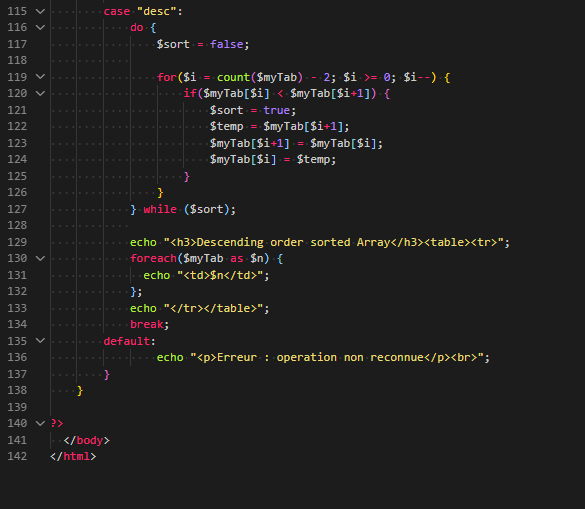 115 case "desc":
116 do {
117 $sort = false;
118
119 for($i = count($myTab) - 2; $i >= 0; $i--) {
120 if($myTab[$i] < $myTab[$i+1]) {
121 $sort = true;
122 $temp = $myTab[$i+1];
123 $myTab[$i+1] = $myTab[$i];
124 $myTab[$i] = $temp;
125 }
126 }
127 } while ($sort);
128
129 echo "<h3>Descending order sorted Array</h3><table><tr>";
130 foreach($myTab as $n) {
131 echo "<td>$n</td>";
132 };
133 echo "</tr></table>";
134 break;
135 default:
136 echo "<p>Erreur : operation non reconnue</p><br>";
137 }
138 }
139
140 ?>
141 </body>
142 </html>